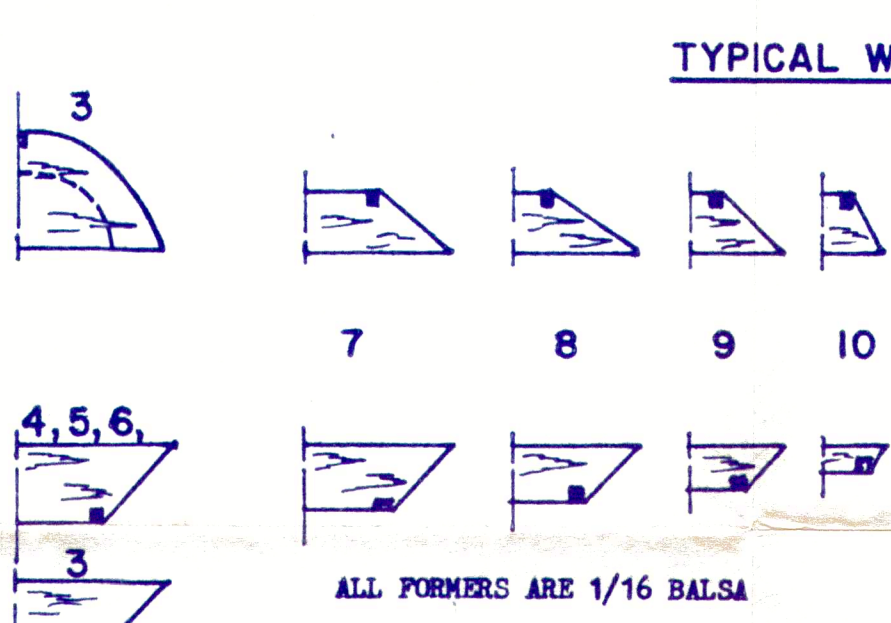 TYPICAL W
3
7 8 9 10
4, 5, 6,
3
ALL FORMERS ARE 1/16 BALSA